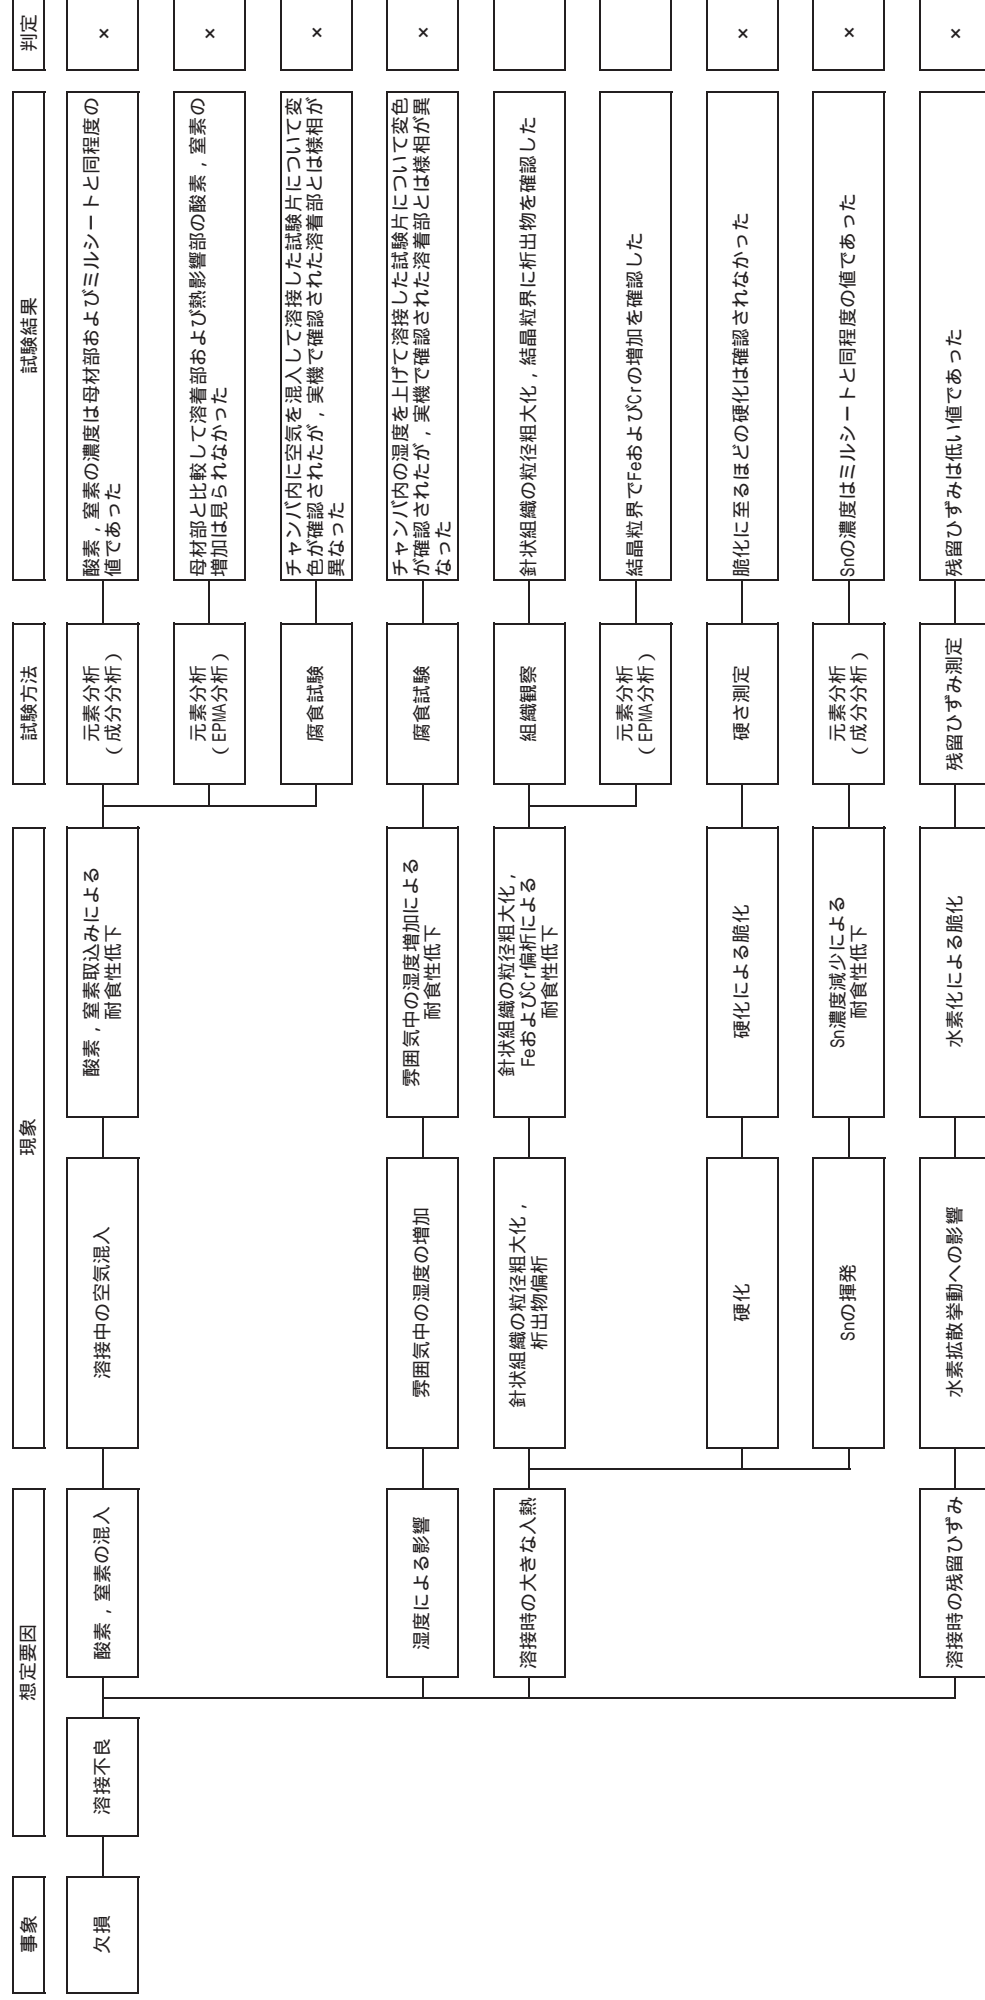 事象
想定要因
現象
試験方法
試験結果
判定
欠損
溶接不良
酸素，窒素の混入
溶接中の空気混入
酸素，窒素取込みによる
耐食性低下
元素分析
(成分分析)
酸素，窒素の濃度は母材部およびミルシートと同程度の
値であった
×
元素分析
(EPMA分析)
母材部と比較して溶着部および熱影響部の酸素，窒素の
増加は見られなかった
×
腐食試験
チャンバ内に空気を混入して溶接した試験片について変
色が確認されたが，実機で確認された溶着部とは様相が
異なった
×
湿度による影響
雰囲気中の湿度の増加
雰囲気中の湿度増加による
耐食性低下
腐食試験
チャンバ内の湿度を上げて溶接した試験片について変色
が確認されたが，実機で確認された溶着部とは様相が異
なった
×
溶接時の大きな入熱
針状組織の粒径粗大化，
析出物偏析
針状組織の粒径粗大化，
FeおよびCr偏析による
耐食性低下
組織観察
針状組織の粒径粗大化，結晶粒界に析出物を確認した
元素分析
(EPMA分析)
結晶粒界でFeおよびCrの増加を確認した
硬化
硬化による脆化
硬さ測定
脆化に至るほどの硬化は確認されなかった
×
Snの揮発
Sn濃度減少による
耐食性低下
元素分析
(成分分析)
Snの濃度はミルシートと同程度の値であった
×
溶接時の残留ひずみ
水素拡散挙動への影響
水素化による脆化
残留ひずみ測定
残留ひずみは低い値であった
×